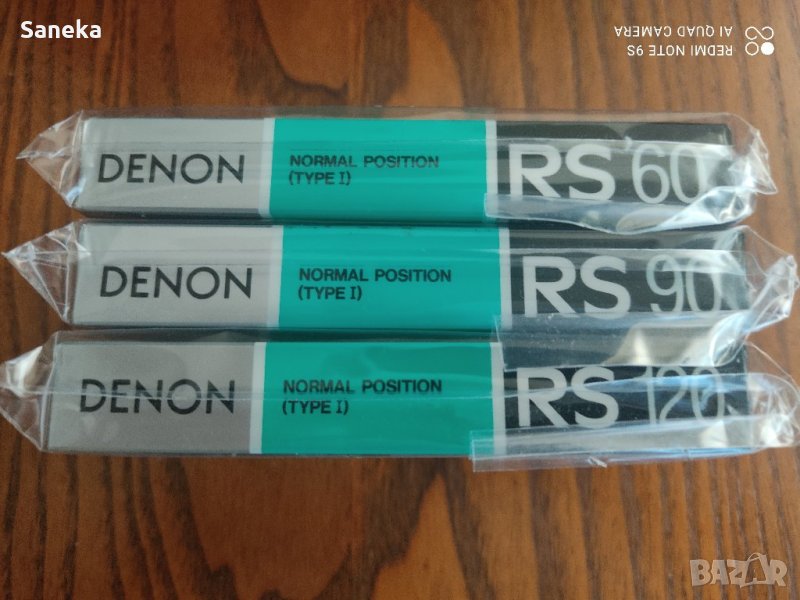 Saneka
REDMI NOTE 9S
AI QUAD CAMERA
DENON
NORMAL POSITION
(TYPE I)
RS 60
DENON
NORMAL POSITION
(TYPE I)
RS 90
DENON
NORMAL POSITION
(TYPE I)
RS 120
BAZAR